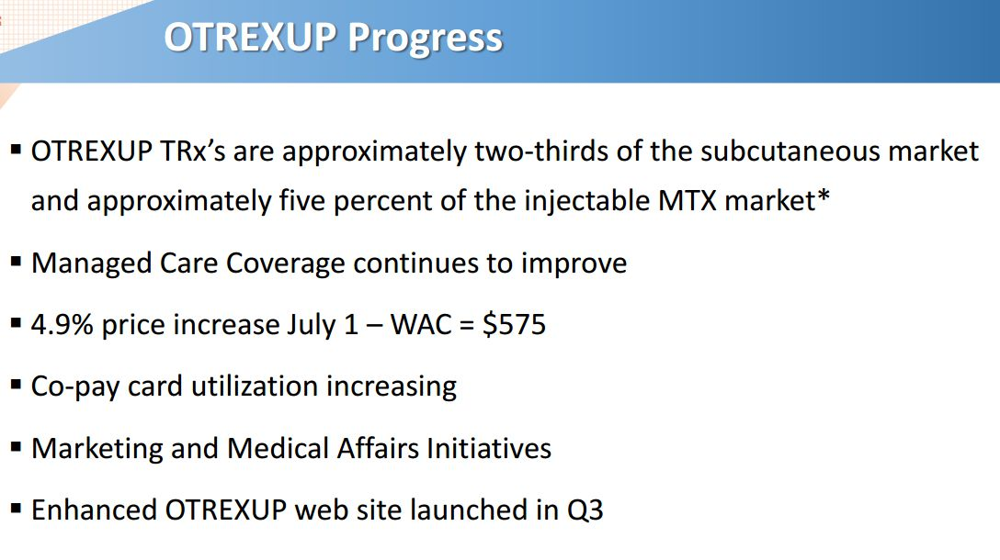 OTREXUP Progress
▪ OTREXUP TRx’s are approximately two-thirds of the subcutaneous market
and approximately five percent of the injectable MTX market*
▪ Managed Care Coverage continues to improve
▪ 4.9% price increase July 1 – WAC = $575
▪ Co-pay card utilization increasing
▪ Marketing and Medical Affairs Initiatives
▪ Enhanced OTREXUP web site launched in Q3